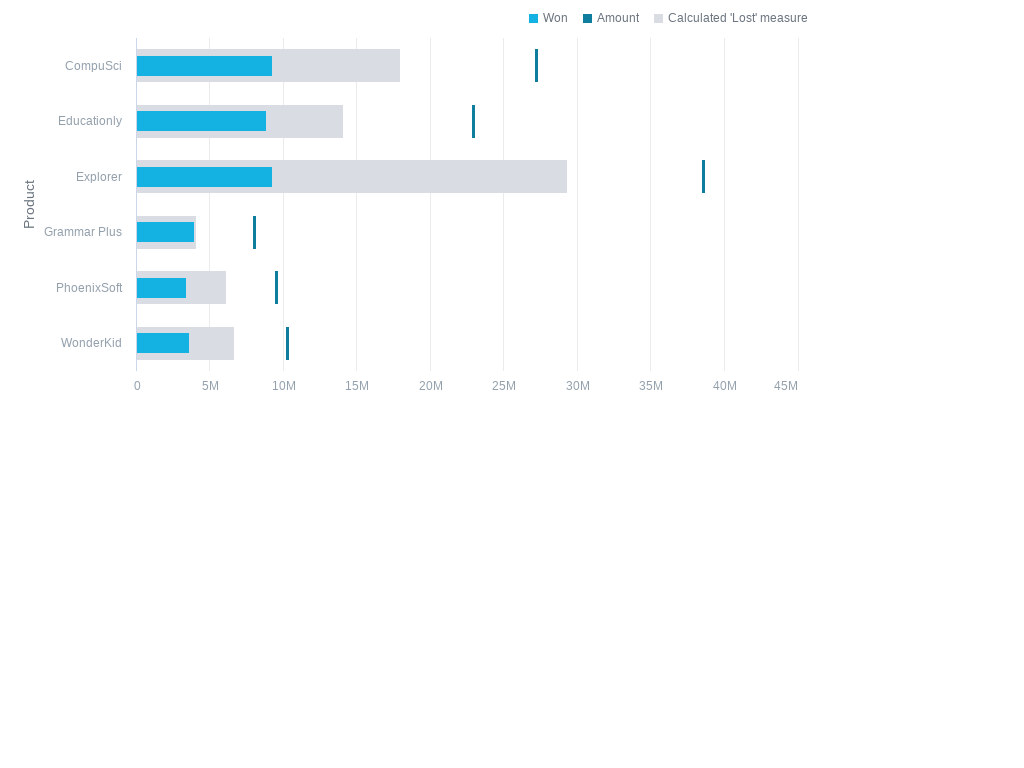 Won Amount Calculated 'Lost' measure
Product
CompuSci
Educationly
Explorer
Grammar Plus
PhoenixSoft
WonderKid
0 5M 10M 15M 20M 25M 30M 35M 40M 45M